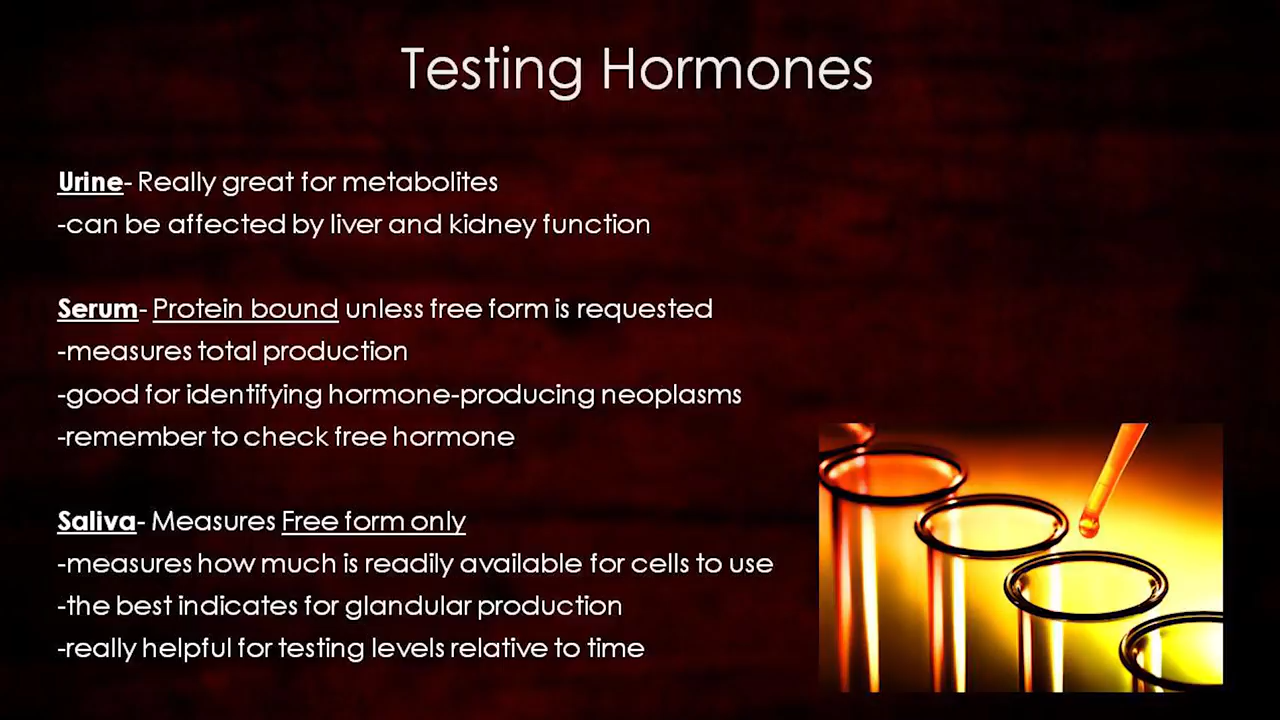 Testing Hormones
Urine- Really great for metabolites
-can be affected by liver and kidney function
Serum- Protein bound unless free form is requested
-measures total production
-good for identifying hormone-producing neoplasms
-remember to check free hormone
Saliva- Measures Free form only
-measures how much is readily available for cells to use
-the best indicates for glandular production
-really helpful for testing levels relative to time